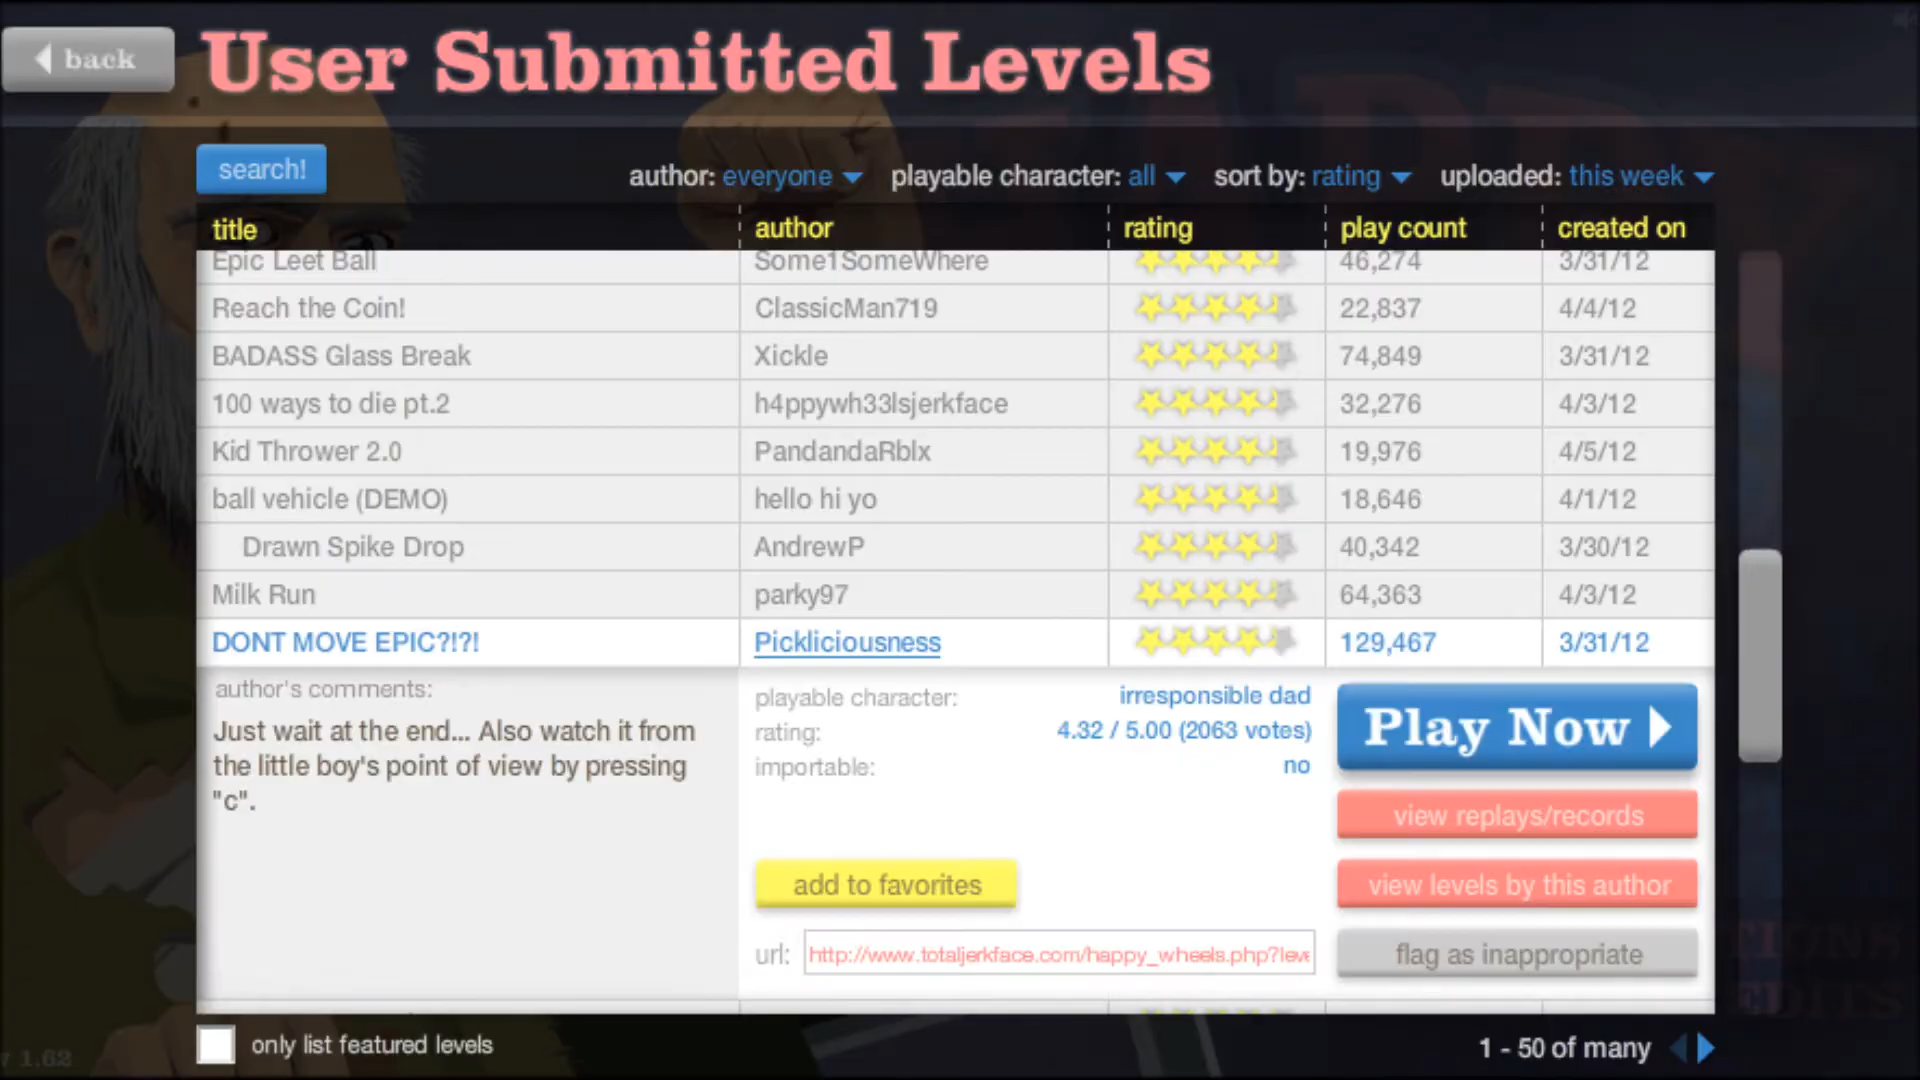 back
User Submitted Levels
search!
author: everyone playable character: all sort by: rating uploaded: this week
title author rating play count created on
Epic Leet Ball Some1SomeWhere 46,274 3/31/12
Reach the Coin! ClassicMan719 22,837 4/4/12
BADASS Glass Break Xickle 74,849 3/31/12
100 ways to die pt.2 h4ppywh33lsjerkface 32,276 4/3/12
Kid Thrower 2.0 PandandaRblx 19,976 4/5/12
ball vehicle (DEMO) hello hi yo 18,646 4/1/12
Drawn Spike Drop AndrewP 40,342 3/30/12
Milk Run parky97 64,363 4/3/12
DONT MOVE EPIC?!?! Pickliciousness 129,467 3/31/12
author's comments:
Just wait at the end... Also watch it from
the little boy's point of view by pressing
"c".
playable character: irresponsible dad
rating: 4.32 / 5.00 (2063 votes)
importable: no
add to favorites
url: http://www.totaljerkface.com/happy_wheels.php?leve
Play Now
view replays/records
view levels by this author
flag as inappropriate
only list featured levels
1 - 50 of many
v 1.62